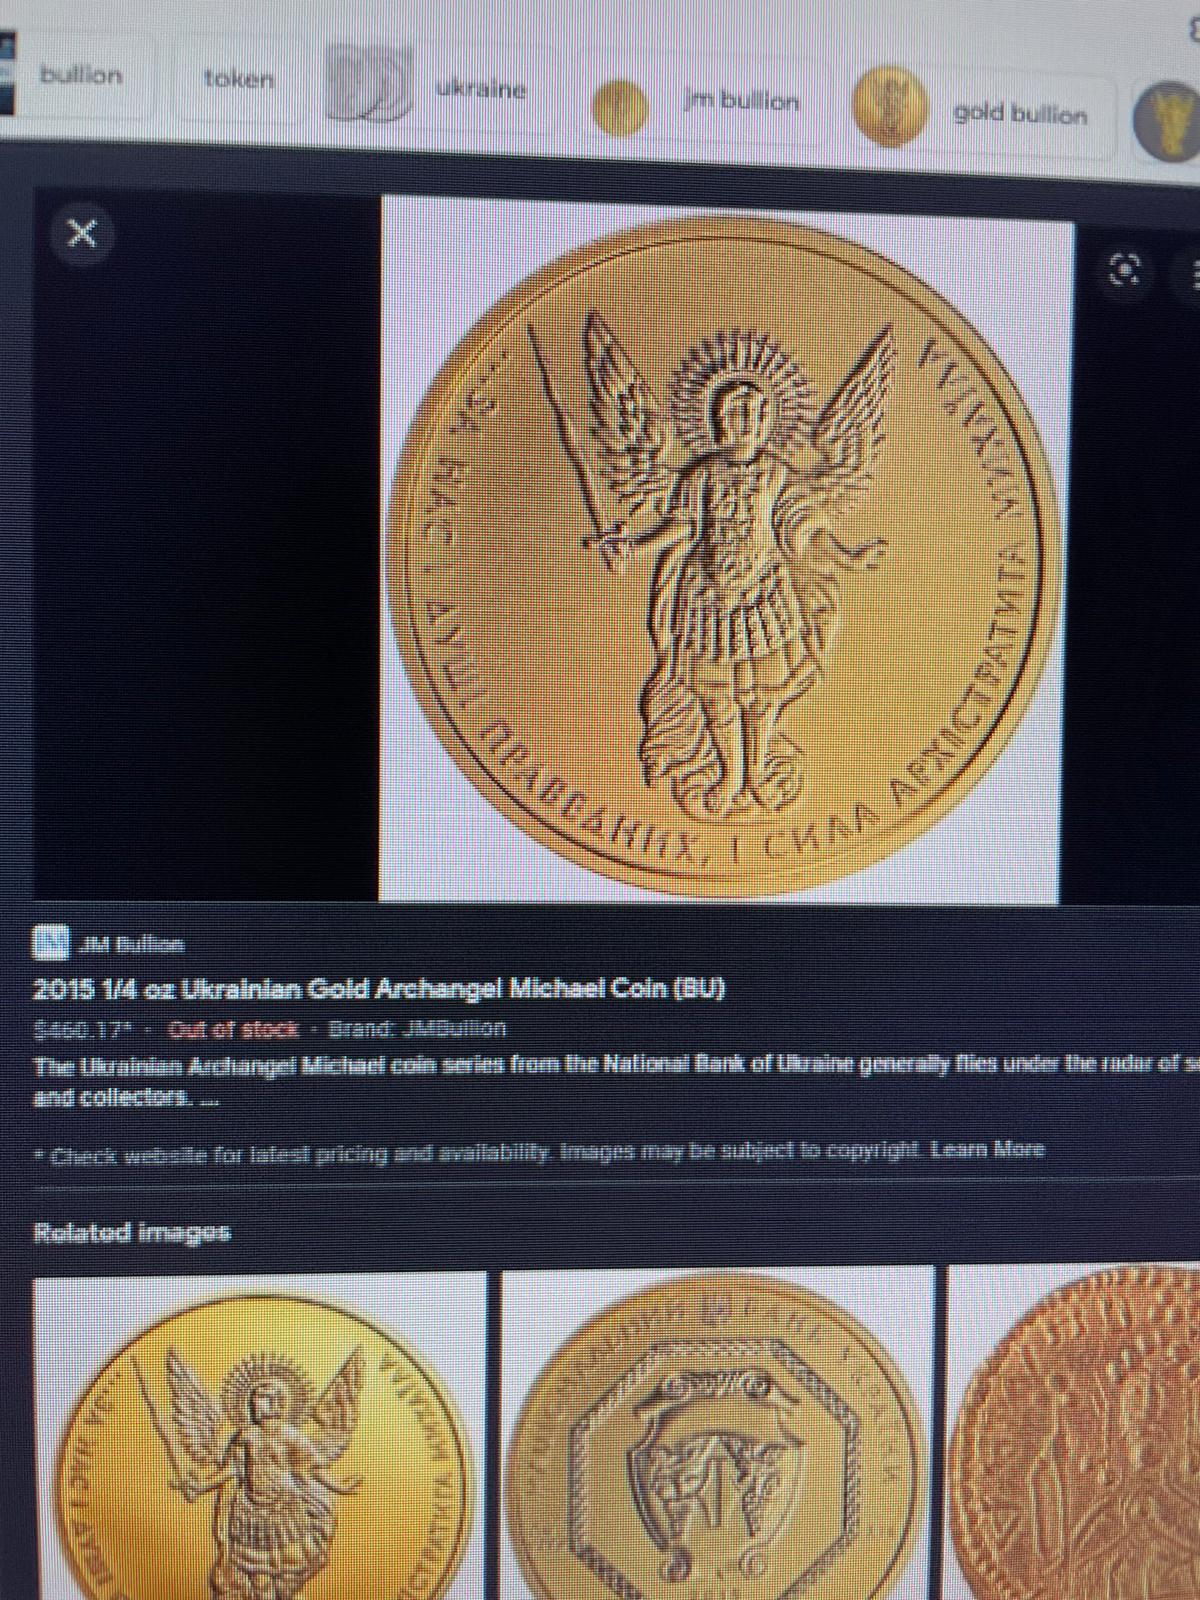 bullion
token
ukraine
jm bullion
gold bullion
...ЗА НАС І ДУШІ ПРАВЕДНИХ, І СИЛА АРХІСТРАТИГА МИХАЇЛА
JM Bullion
2015 1/4 oz Ukrainian Gold Archangel Michael Coin (BU)
$460.17* · Out of stock · Brand: JMBullion
The Ukrainian Archangel Michael coin series from the National Bank of Ukraine generally flies under the radar of
and collectors. ...
* Check website for latest pricing and availability. Images may be subject to copyright. Learn More
Related images